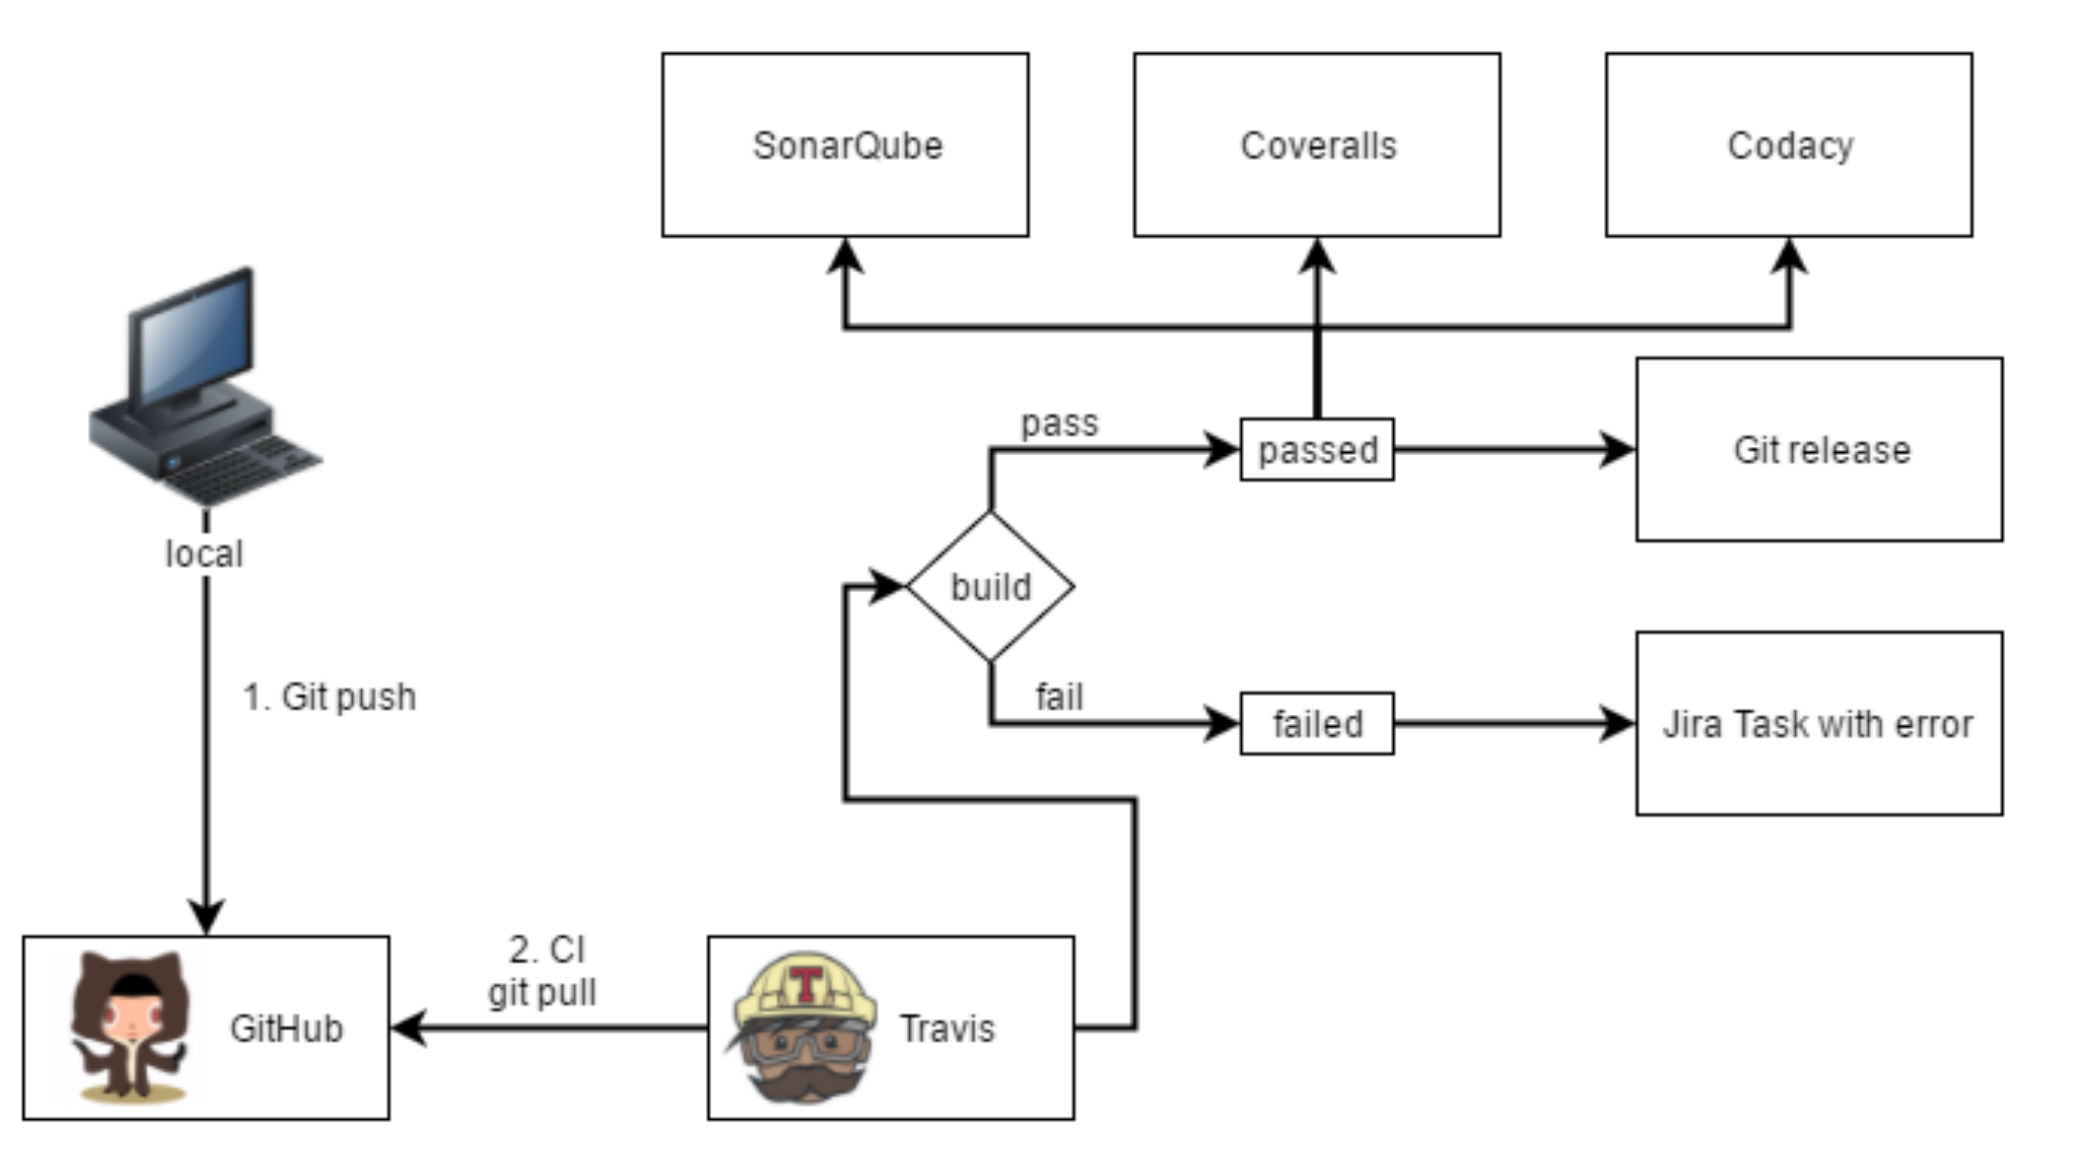 SonarQube
Coveralls
Codacy
pass
passed
Git release
local
build
1. Git push
fail
failed
Jira Task with error
2. CI
git pull
GitHub
T
Travis